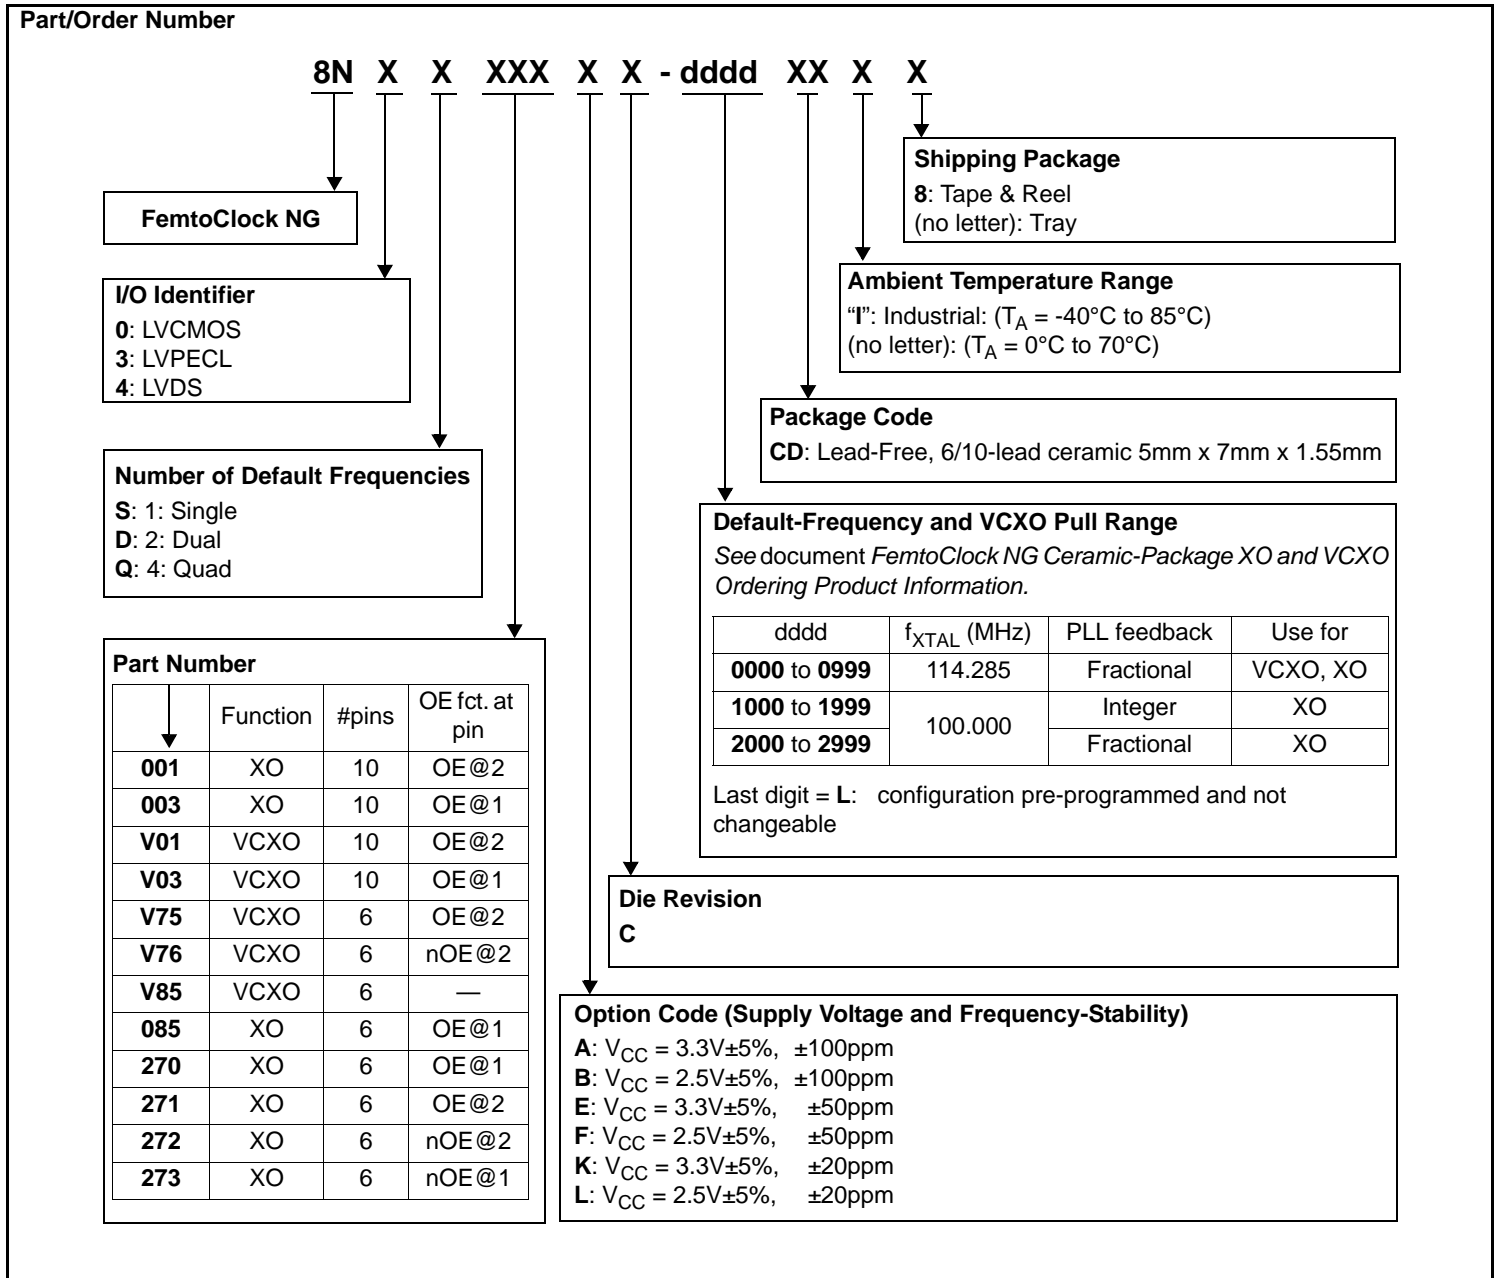 Part/Order Number
8N X X XXX X X - dddd XX X X
Shipping Package
8: Tape & Reel
(no letter): Tray
FemtoClock NG
Ambient Temperature Range
“I”: Industrial: (TA = -40°C to 85°C)
(no letter): (TA = 0°C to 70°C)
I/O Identifier
0: LVCMOS
3: LVPECL
4: LVDS
Package Code
CD: Lead-Free, 6/10-lead ceramic 5mm x 7mm x 1.55mm
Number of Default Frequencies
S: 1: Single
D: 2: Dual
Q: 4: Quad
Default-Frequency and VCXO Pull Range
See document FemtoClock NG Ceramic-Package XO and VCXO
Ordering Product Information.
dddd fXTAL (MHz) PLL feedback Use for
0000 to 0999 114.285 Fractional VCXO, XO
1000 to 1999 100.000 Integer XO
2000 to 2999 Fractional XO
Last digit = L: configuration pre-programmed and not
changeable
Part Number
Function #pins OE fct. at
pin
001 XO 10 OE@2
003 XO 10 OE@1
V01 VCXO 10 OE@2
V03 VCXO 10 OE@1
V75 VCXO 6 OE@2
V76 VCXO 6 nOE@2
V85 VCXO 6 —
085 XO 6 OE@1
270 XO 6 OE@1
271 XO 6 OE@2
272 XO 6 nOE@2
273 XO 6 nOE@1
Die Revision
C
Option Code (Supply Voltage and Frequency-Stability)
A: VCC = 3.3V±5%, ±100ppm
B: VCC = 2.5V±5%, ±100ppm
E: VCC = 3.3V±5%, ±50ppm
F: VCC = 2.5V±5%, ±50ppm
K: VCC = 3.3V±5%, ±20ppm
L: VCC = 2.5V±5%, ±20ppm